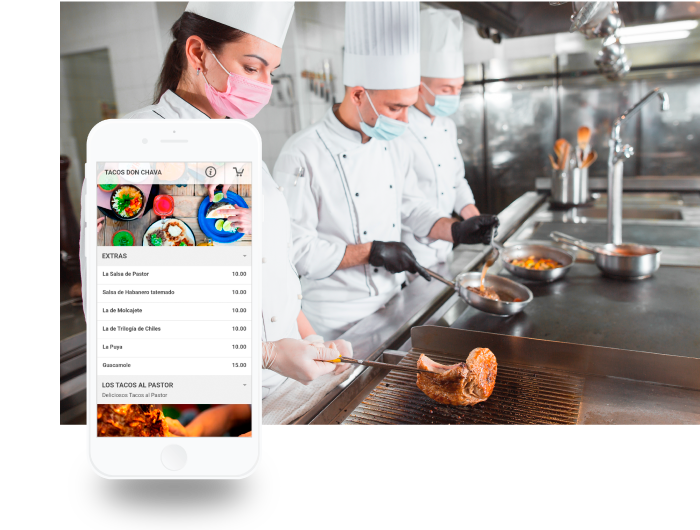 TACOS DON CHAVA
EXTRAS
La Salsa de Pastor 10.00
Salsa de Habanero tatemado 10.00
La de Molcajete 10.00
La de Trilogía de Chiles 10.00
La Puya 10.00
Guacamole 15.00
LOS TACOS AL PASTOR
Deliciosos Tacos al Pastor